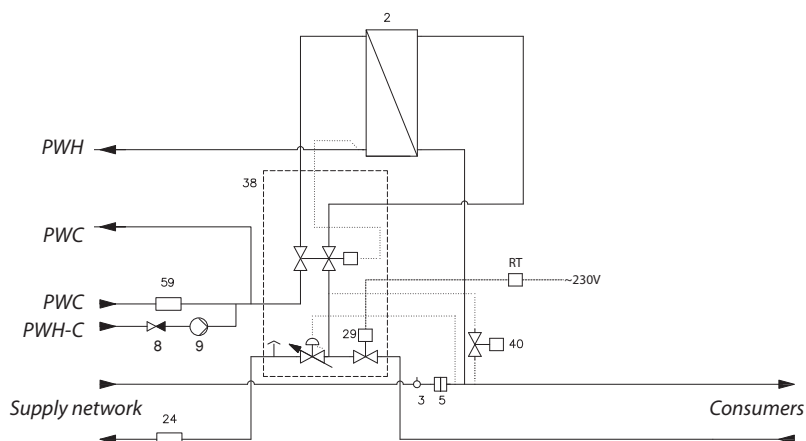 2
PWH
38
PWC
RT
59
PWC
~230V
PWH-C
8
9
29
40
Supply network
3
5
Consumers
24